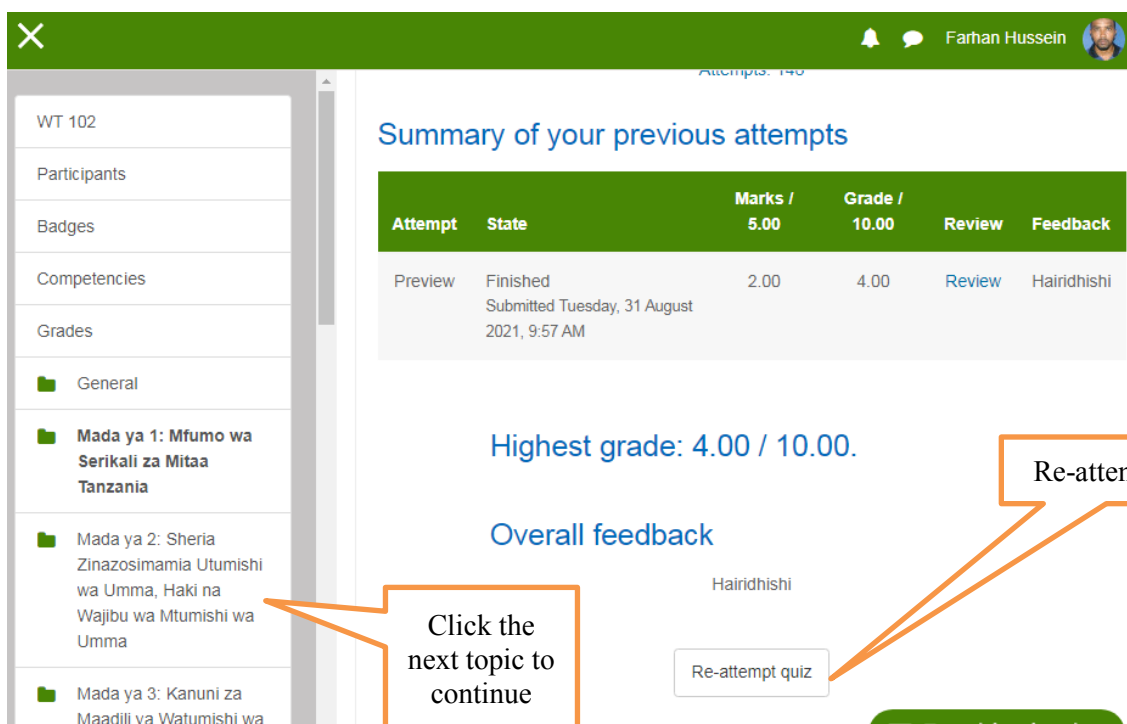 Farhan Hussein
WT 102
Participants
Badges
Competencies
Grades
General
Mada ya 1: Mfumo wa
Serikali za Mitaa
Tanzania
Mada ya 2: Sheria
Zinazosimamia Utumishi
wa Umma, Haki na
Wajibu wa Mtumishi wa
Umma
Mada ya 3: Kanuni za
Maadili ya Watumishi wa
Summary of your previous attempts
Attempt State Marks / 5.00 Grade / 10.00 Review Feedback
Preview Finished 2.00 4.00 Review Hairidhishi
Submitted Tuesday, 31 August
2021, 9:57 AM
Highest grade: 4.00 / 10.00.
Overall feedback
Hairidhishi
Re-attempt quiz
Click the
next topic to
continue